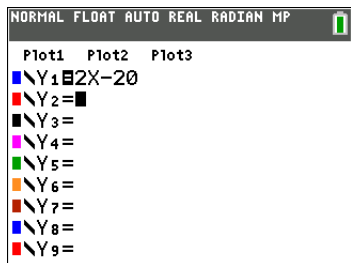 NORMAL FLOAT AUTO REAL RADIAN MP
Plot1 Plot2 Plot3
\Y₁=2X-20
\Y₂=
\Y₃=
\Y₄=
\Y₅=
\Y₆=
\Y₇=
\Y₈=
\Y₉=